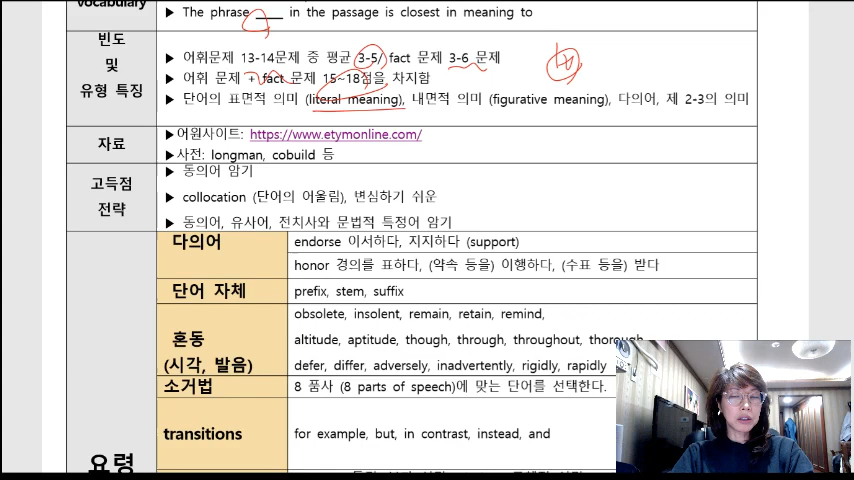 vocabulary
▶ The phrase ____ in the passage is closest in meaning to
빈도
및
유형 특징
▶ 어휘문제 13-14문제 중 평균 3-5/ fact 문제 3-6 문제
▶ 어휘 문제 + fact 문제 15~18점을 차지함
▶ 단어의 표면적 의미 (literal meaning), 내면적 의미 (figurative meaning), 다의어, 제 2-3의 의미
자료
▶어원사이트: https://www.etymonline.com/
▶사전: longman, cobuild 등
고득점
전략
▶ 동의어 암기
▶ collocation (단어의 어울림), 변심하기 쉬운
▶ 동의어, 유사어, 전치사와 문법적 특정어 암기
요령
다의어
endorse 이서하다, 지지하다 (support)
honor 경의를 표하다, (약속 등을) 이행하다, (수표 등을) 받다
단어 자체
prefix, stem, suffix
혼동
(시각, 발음)
obsolete, insolent, remain, retain, remind,
altitude, aptitude, though, through, throughout, thorough
defer, differ, adversely, inadvertently, rigidly, rapidly
소거법
8 품사 (8 parts of speech)에 맞는 단어를 선택한다.
transitions
for example, but, in contrast, instead, and